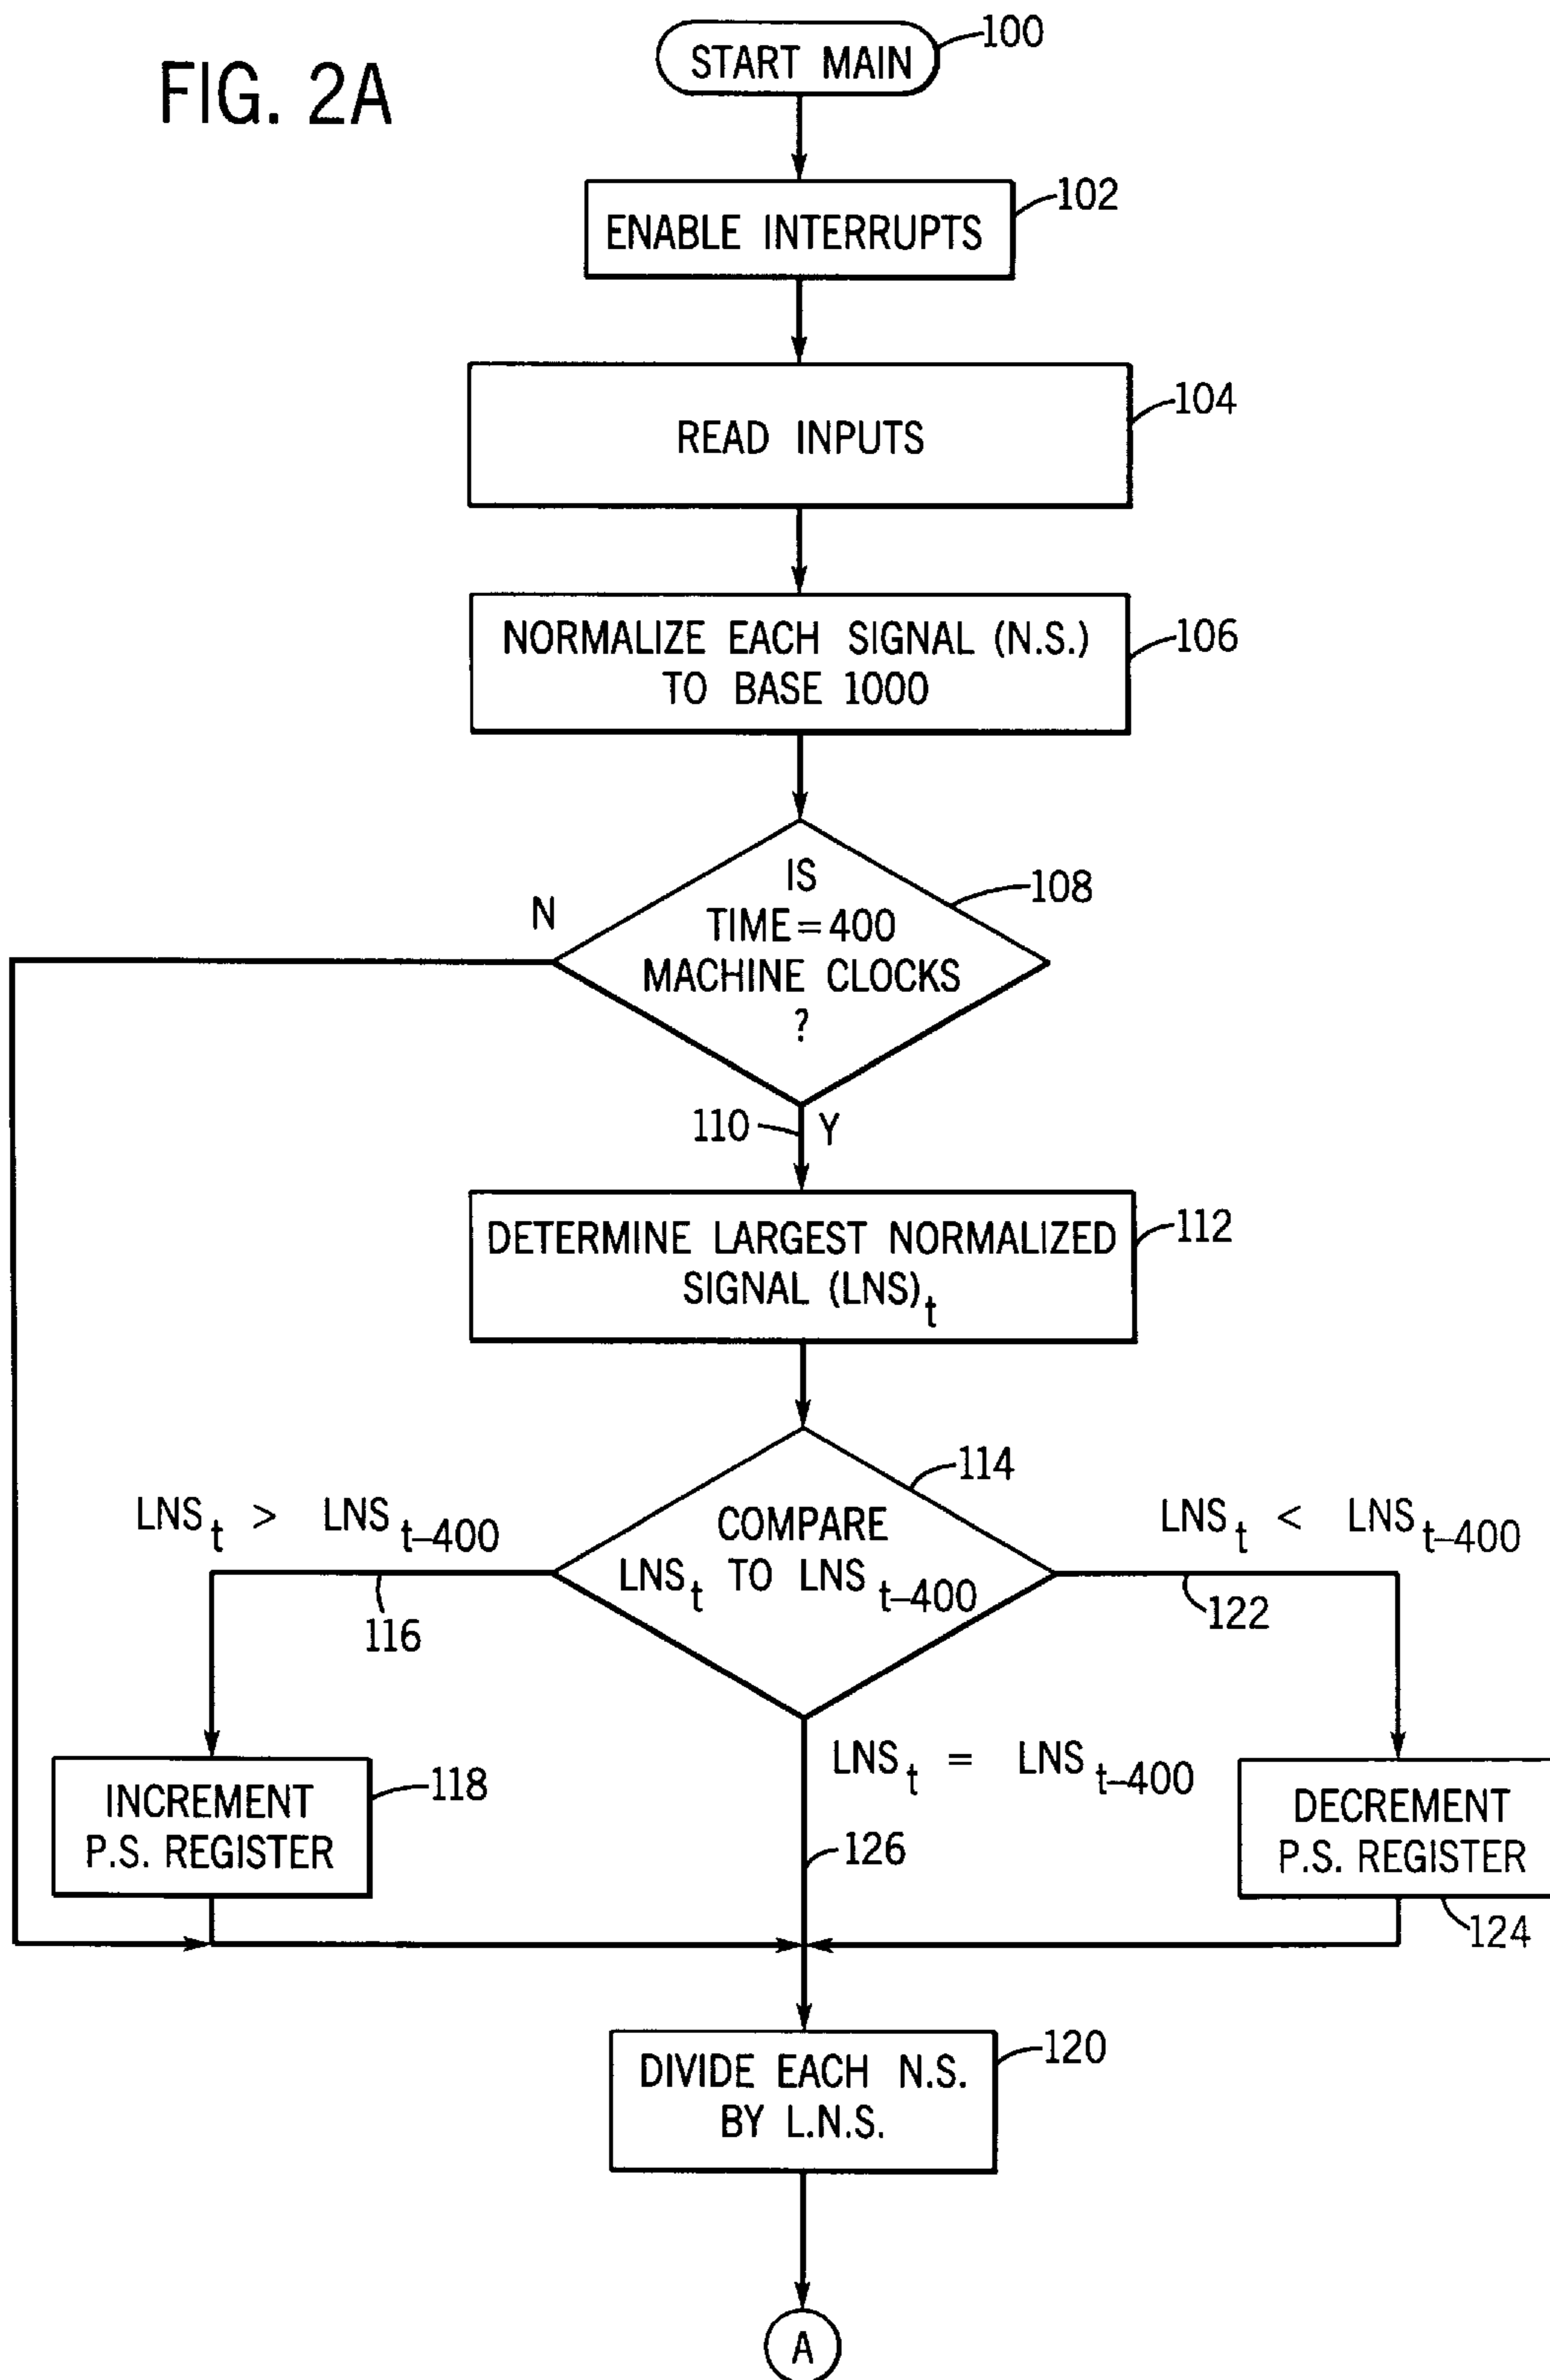 FIG. 2A
START MAIN
100
ENABLE INTERRUPTS
102
READ INPUTS
104
NORMALIZE EACH SIGNAL (N.S.)
TO BASE 1000
106
IS
TIME=400
MACHINE CLOCKS
?
108
N
110
Y
DETERMINE LARGEST NORMALIZED
SIGNAL (LNS)t
112
COMPARE
LNSt TO LNSt–400
114
LNSt > LNSt–400
116
LNSt < LNSt–400
122
INCREMENT
P.S. REGISTER
118
LNSt = LNSt–400
126
DECREMENT
P.S. REGISTER
124
DIVIDE EACH N.S.
BY L.N.S.
120
A